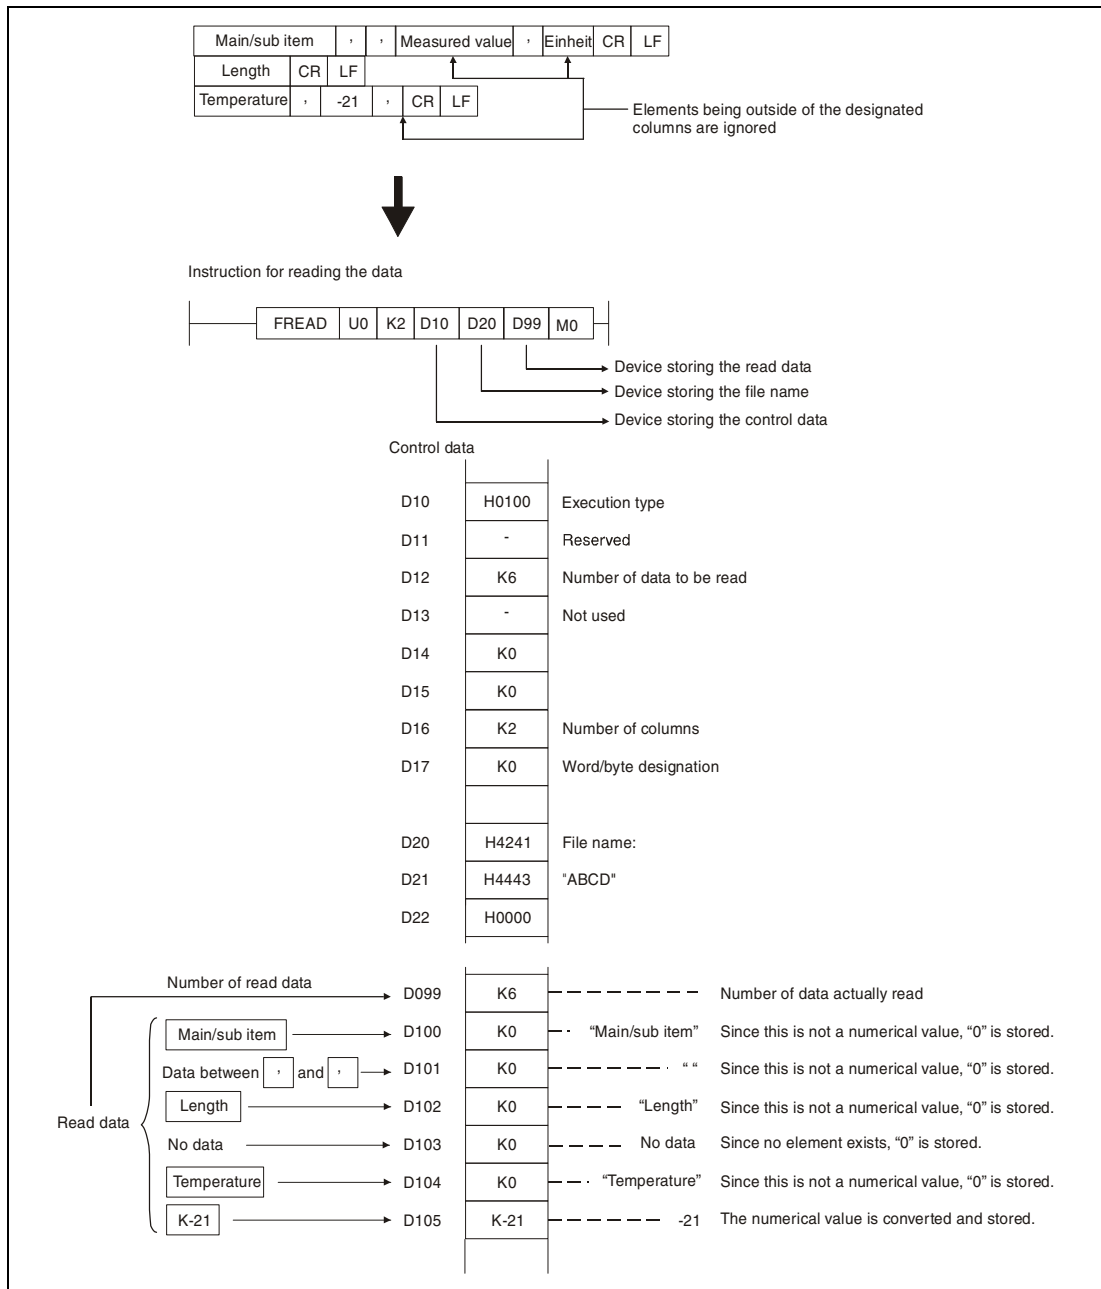 Main/sub item , , Measured value , Einheit CR LF
Length CR LF
Temperature , -21 , CR LF
Elements being outside of the designated
columns are ignored
Instruction for reading the data
FREAD U0 K2 D10 D20 D99 M0
Device storing the read data
Device storing the file name
Device storing the control data
Control data
D10 H0100 Execution type
D11 - Reserved
D12 K6 Number of data to be read
D13 - Not used
D14 K0
D15 K0
D16 K2 Number of columns
D17 K0 Word/byte designation
D20 H4241 File name:
D21 H4443 "ABCD"
D22 H0000
Number of read data D099 K6 Number of data actually read
Main/sub item D100 K0 “Main/sub item” Since this is not a numerical value, “0” is stored.
Data between , and , D101 K0 “ “ Since this is not a numerical value, “0” is stored.
Length D102 K0 “Length” Since this is not a numerical value, “0” is stored.
Read data
No data D103 K0 No data Since no element exists, “0” is stored.
Temperature D104 K0 “Temperature” Since this is not a numerical value, “0” is stored.
K-21 D105 K-21 -21 The numerical value is converted and stored.